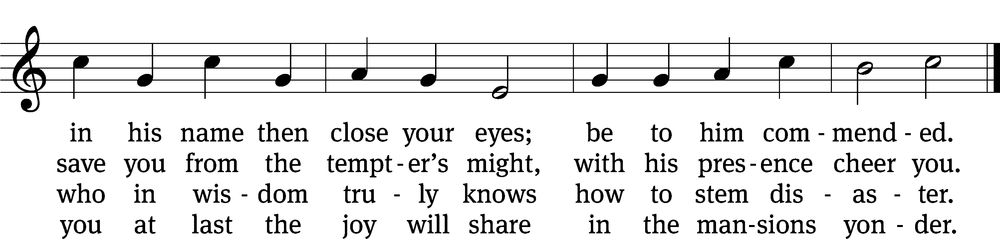 in his name then close your eyes; be to him com - mend - ed.
save you from the tempt - er’s might, with his pres - ence cheer you.
who in wis - dom tru - ly knows how to stem dis - as - ter.
you at last the joy will share in the man - sions yon - der.